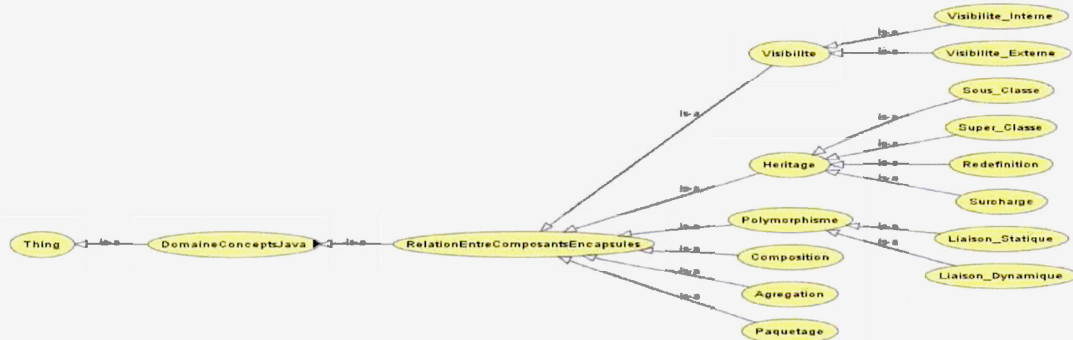 Visibilite_Interne
is-a
Visibilite
is-a
Visibilite_Externe
Sous_Classe
is-a
is-a
Super_Classe
is-a
Heritage
is-a
Redefinition
is-a
is-a
Surcharge
Polymorphisme
is-a
is-a
Liaison_Statique
Thing
is-a
DomaineConceptsJava
is-a
RelationEntreComposantsEncapsules
is-a
Composition
is-a
Liaison_Dynamique
is-a
Agregation
is-a
Paquetage